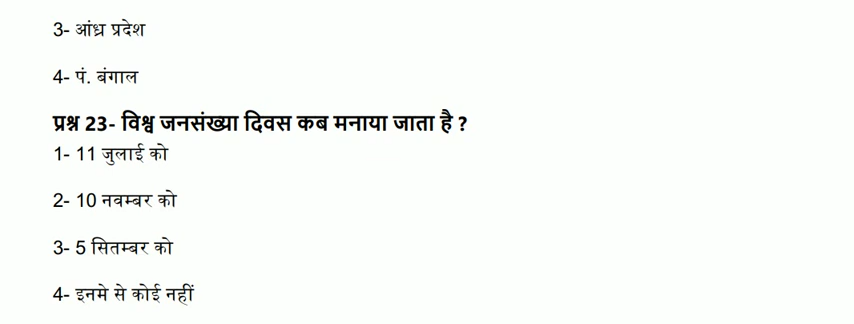 3- आंध्र प्रदेश
4- पं. बंगाल
प्रश्न 23- विश्व जनसंख्या दिवस कब मनाया जाता है ?
1- 11 जुलाई को
2- 10 नवम्बर को
3- 5 सितम्बर को
4- इनमे से कोई नहीं